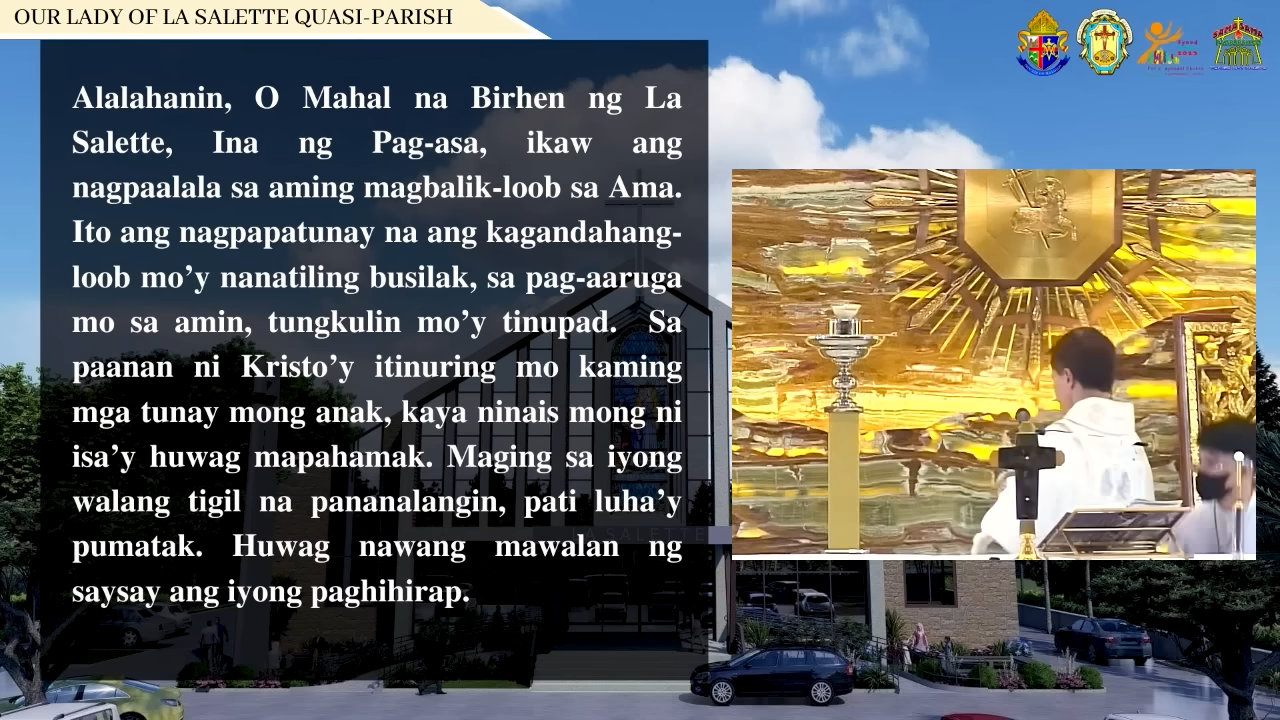 OUR LADY OF LA SALETTE QUASI-PARISH
Alalahanin, O Mahal na Birhen ng La
Salette, Ina ng Pag-asa, ikaw ang
nagpaalala sa aming magbalik-loob sa Ama.
Ito ang nagpapatunay na ang kagandahang-
loob mo’y nanatiling busilak, sa pag-aaruga
mo sa amin, tungkulin mo’y tinupad. Sa
paanan ni Kristo’y itinuring mo kaming
mga tunay mong anak, kaya ninais mong ni
isa’y huwag mapahamak. Maging sa iyong
walang tigil na pananalangin, pati luha’y
pumatak. Huwag nawang mawalan ng
saysay ang iyong paghihirap.
SALETTE